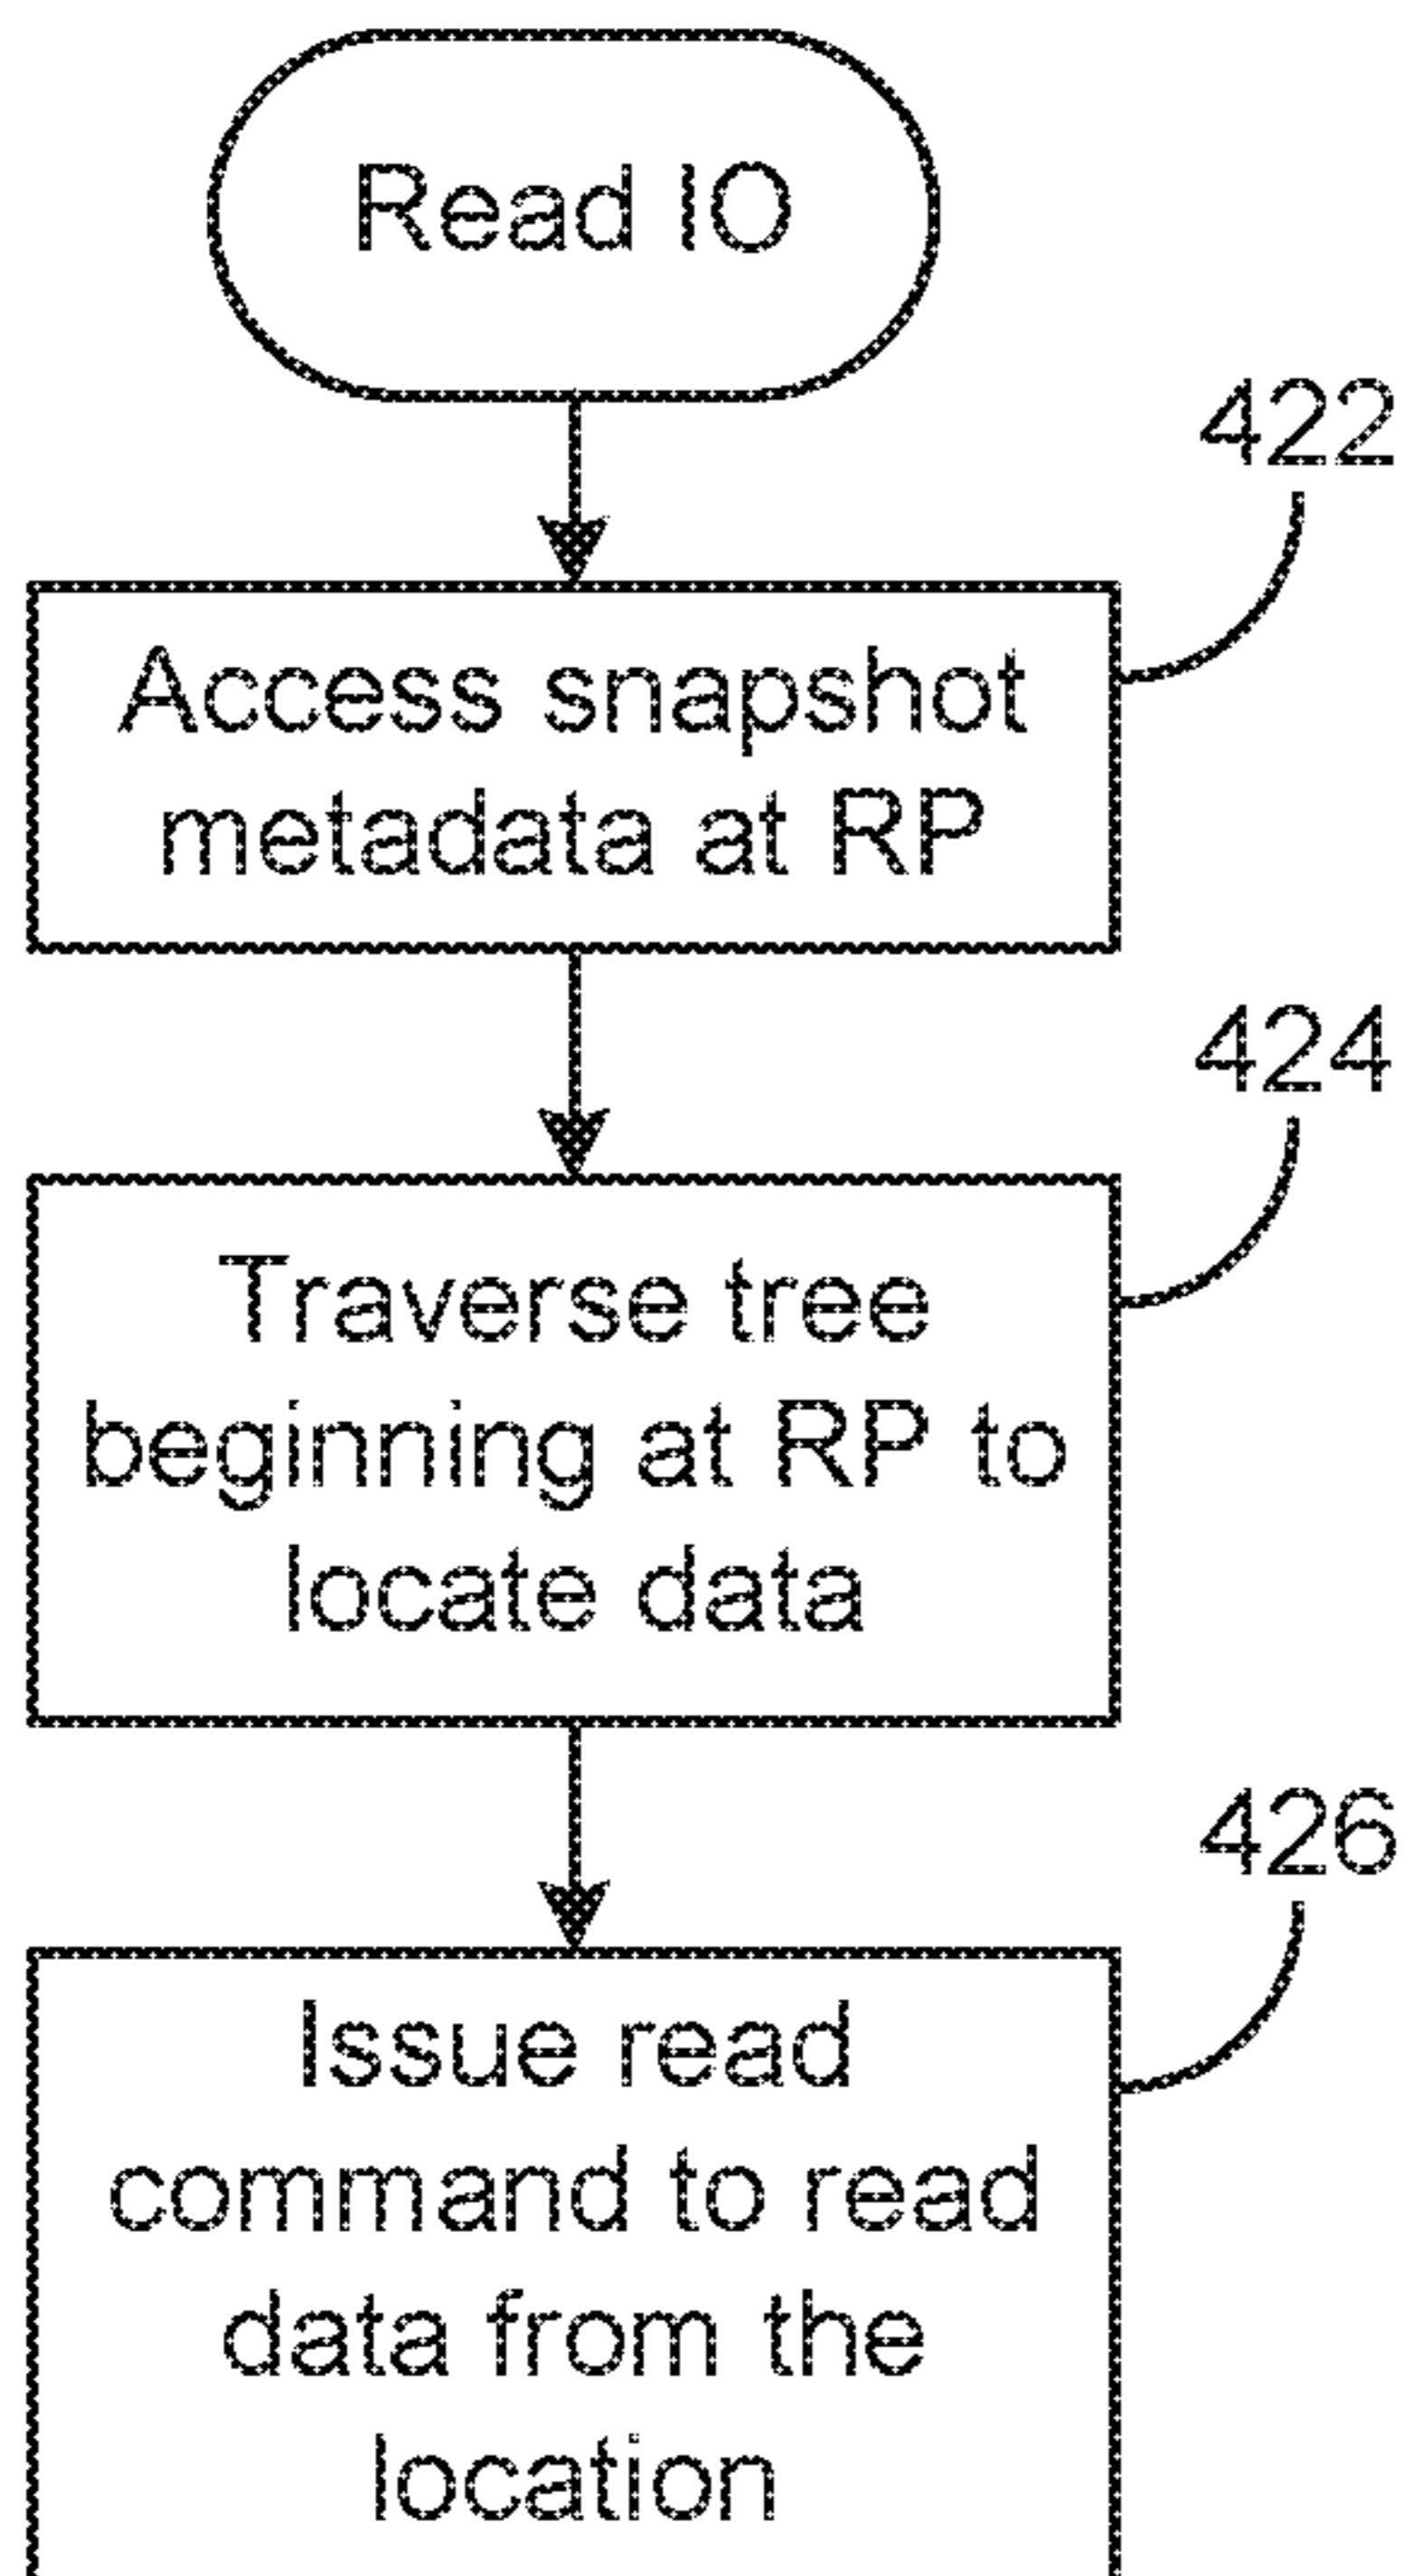 Read IO
422
Access snapshot
metadata at RP
424
Traverse tree
beginning at RP to
locate data
426
Issue read
command to read
data from the
location